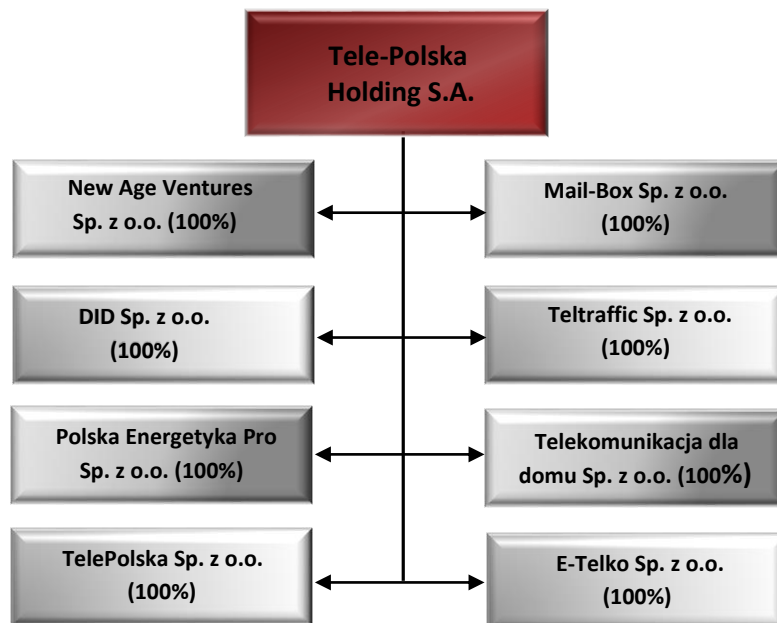 Tele-Polska
Holding S.A.
New Age Ventures
Sp. z o.o. (100%)
Mail-Box Sp. z o.o.
(100%)
DID Sp. z o.o.
(100%)
Teltraffic Sp. z o.o.
(100%)
Polska Energetyka Pro
Sp. z o.o. (100%)
Telekomunikacja dla
domu Sp. z o.o. (100%)
TelePolska Sp. z o.o.
(100%)
E-Telko Sp. z o.o.
(100%)